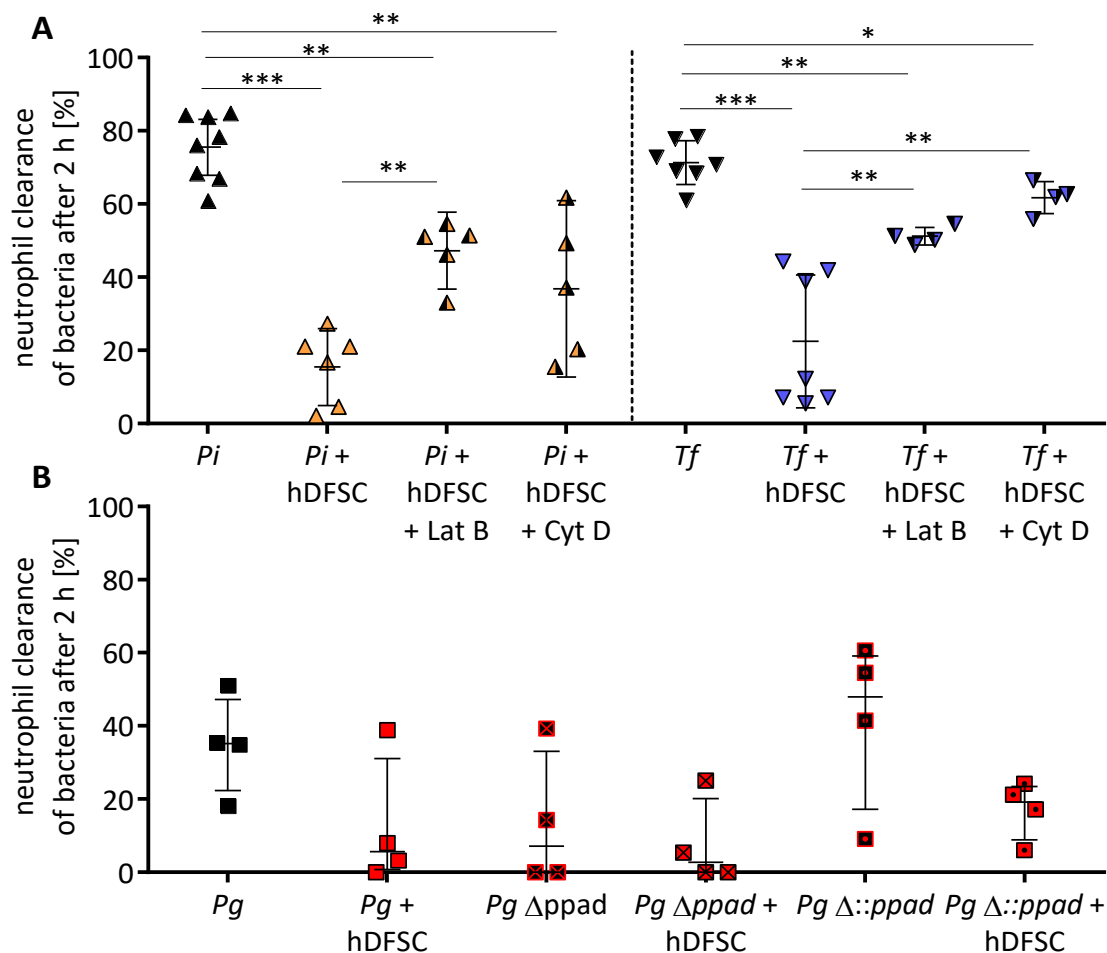 A
neutrophil clearance
of bacteria after 2 h [%]
100
80
60
40
20
0
**
**
***
**
*
**
***
**
**
Pi
Pi +
hDFSC
Pi +
hDFSC
+ Lat B
Pi +
hDFSC
+ Cyt D
Tf
Tf +
hDFSC
Tf +
hDFSC
+ Lat B
Tf +
hDFSC
+ Cyt D
B
neutrophil clearance
of bacteria after 2 h [%]
100
80
60
40
20
0
Pg
Pg +
hDFSC
Pg Δppad
Pg Δppad +
hDFSC
Pg Δ::ppad
Pg Δ::ppad +
hDFSC